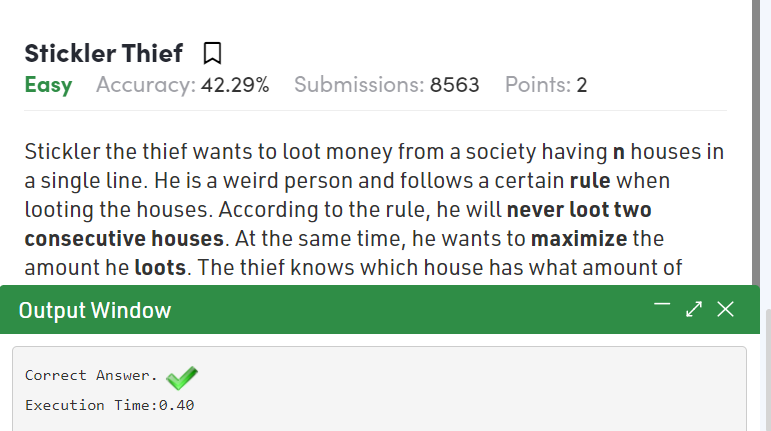 Stickler Thief
Easy Accuracy: 42.29% Submissions: 8563 Points: 2
Stickler the thief wants to loot money from a society having n houses in
a single line. He is a weird person and follows a certain rule when
looting the houses. According to the rule, he will never loot two
consecutive houses. At the same time, he wants to maximize the
amount he loots. The thief knows which house has what amount of
Output Window
Correct Answer.
Execution Time:0.40